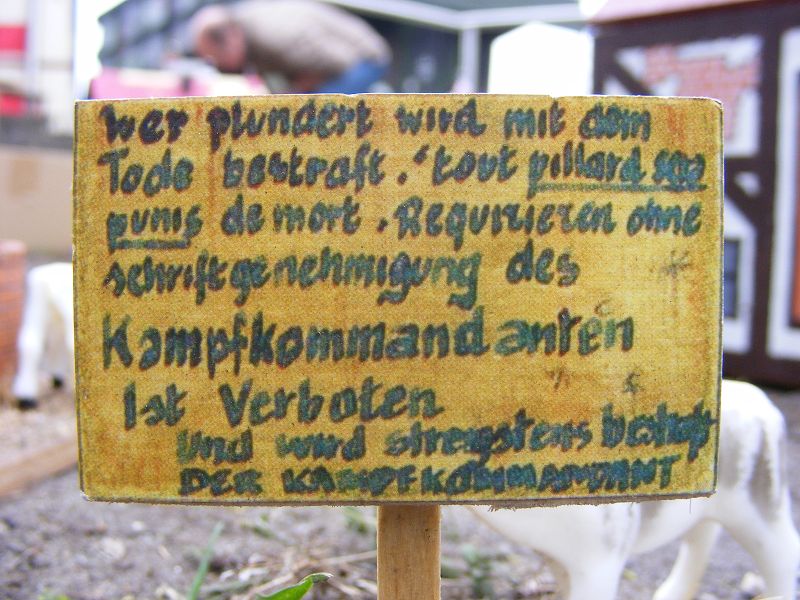 Wer plündert wird mit dem
Tode bestraft. "tout pillard sera
punis de mort. Requirieren ohne
schriftgenehmigung des
Kampfkommandanten
Ist Verboten
Und wird strengstens bestraft
DER KAMPFKOMMANDANT